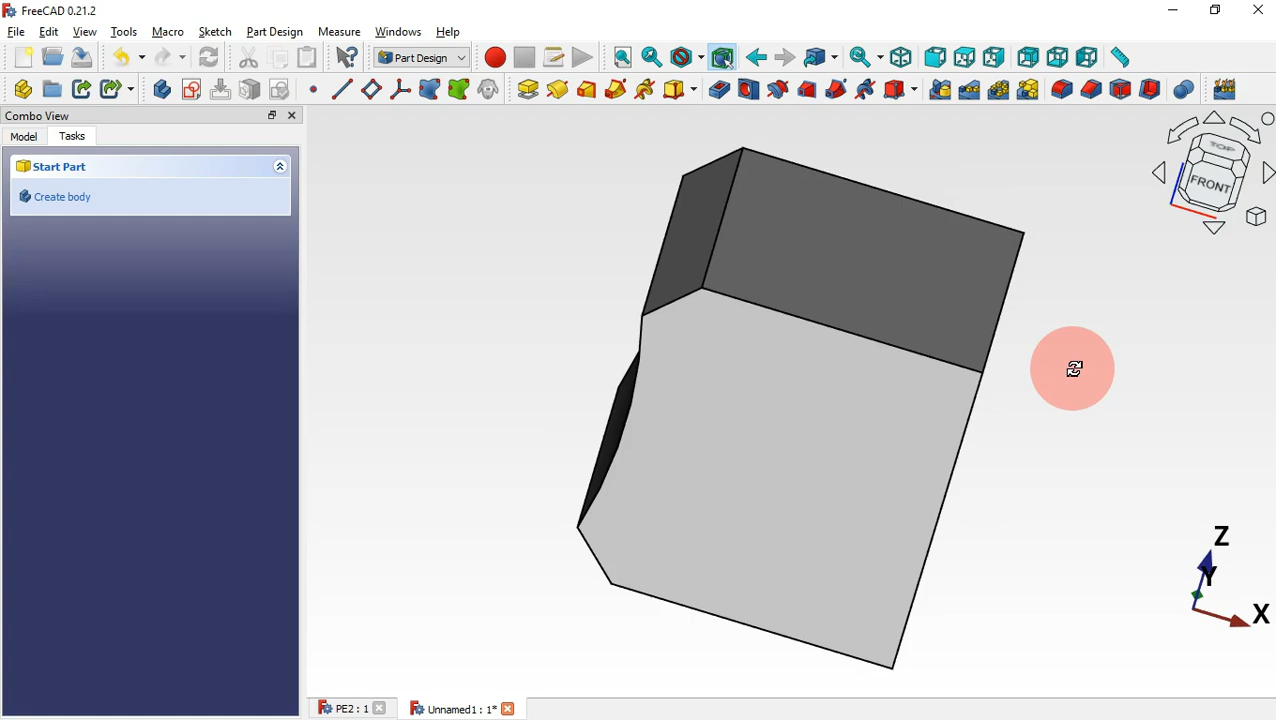 FreeCAD 0.21.2
File Edit View Tools Macro Sketch Part Design Measure Windows Help
Part Design
Combo View
Model Tasks
Start Part
Create body
TOP
FRONT
Z
Y
X
PE2 : 1
Unnamed1 : 1*